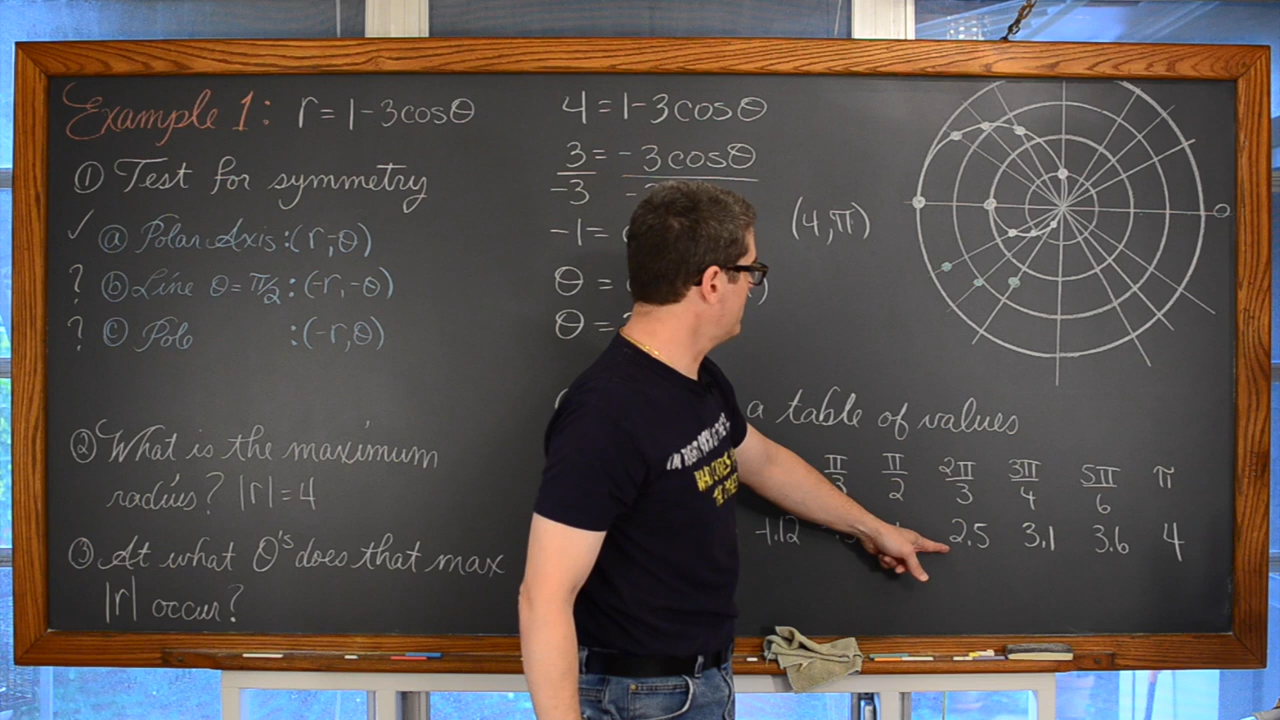 Example 1: r = 1-3cosθ
① Test for symmetry
✓ ⓐ Polar Axis: (r,-θ)
? ⓑ Line θ = π/2 : (-r,-θ)
? ⓒ Pole : (-r,θ)
② What is the maximum
radius? |r| = 4
③ At what θ's does that max
|r| occur?
4 = 1-3cosθ
3 = -3cosθ
-3
-1 =
θ =
θ =
(4,π)
a table of values
π/3 π/2 2π/3 3π/4 5π/6 π
-1.12 2.5 3.1 3.6 4